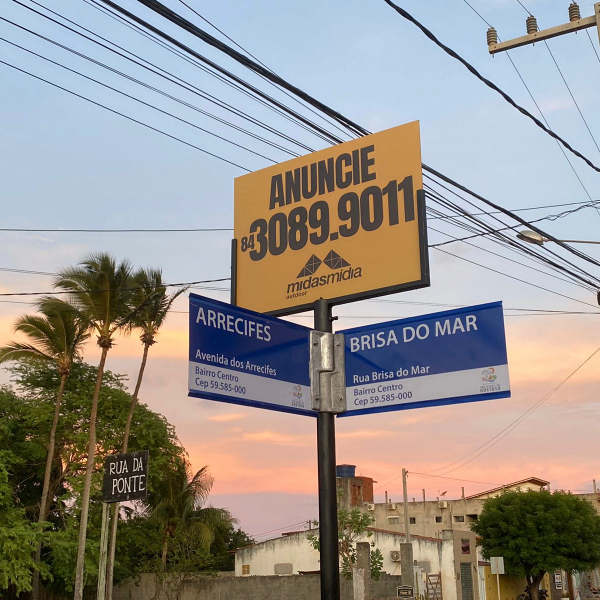 ANUNCIE
84 3089.9011
midasmídia
outdoor
ARRECIFES
Avenida dos Arrecifes
Bairro Centro
Cep 59.585-000
BRISA DO MAR
Rua Brisa do Mar
Bairro Centro
Cep 59.585-000
RUA DA
PONTE